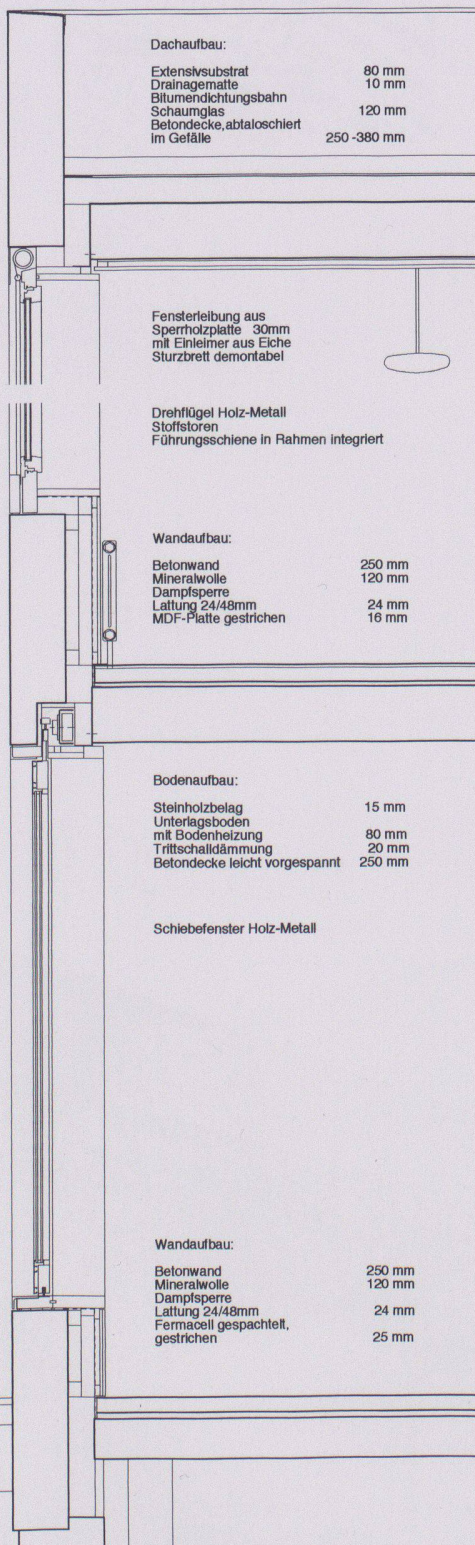 Dachaufbau:
Extensivsubstrat 80 mm
Drainagematte 10 mm
Bitumendichtungsbahn
Schaumglas 120 mm
Betondecke,abtaloschiert
im Gefälle 250 -380 mm
Fensterleibung aus
Sperrholzplatte 30mm
mit Einleimer aus Eiche
Sturzbrett demontabel
Drehflügel Holz-Metall
Stoffstoren
Führungsschiene in Rahmen integriert
Wandaufbau:
Betonwand 250 mm
Mineralwolle 120 mm
Dampfsperre
Lattung 24/48mm 24 mm
MDF-Platte gestrichen 16 mm
Bodenaufbau:
Steinholzbelag 15 mm
Unterlagsboden
mit Bodenheizung 80 mm
Trittschalldämmung 20 mm
Betondecke leicht vorgespannt 250 mm
Schiebefenster Holz-Metall
Wandaufbau:
Betonwand 250 mm
Mineralwolle 120 mm
Dampfsperre
Lattung 24/48mm 24 mm
Fermacell gespachtelt,
gestrichen 25 mm